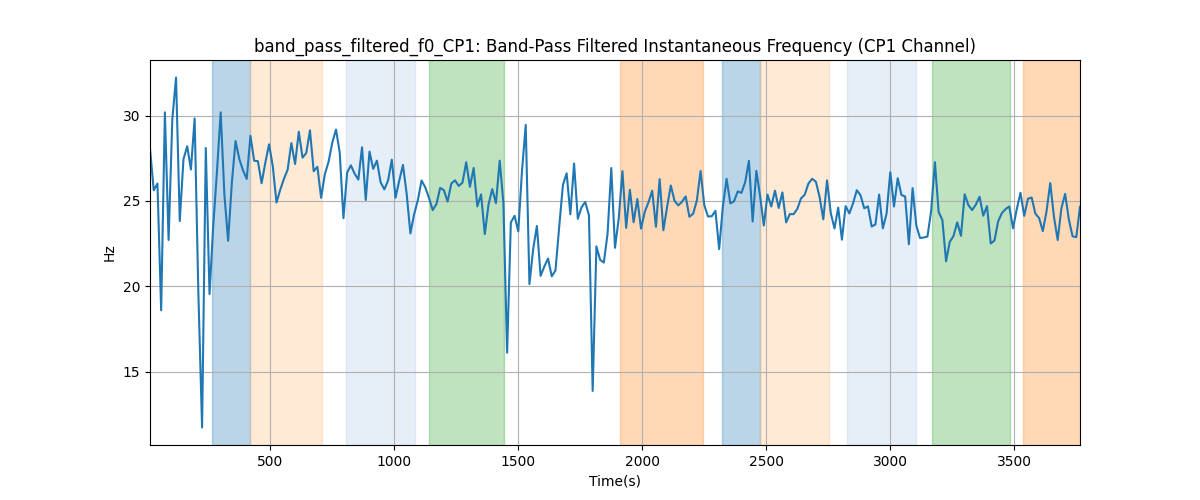 band_pass_filtered_f0_CP1: Band-Pass Filtered Instantaneous Frequency (CP1 Channel)
30
25
20
15
Hz
500 1000 1500 2000 2500 3000 3500
Time(s)